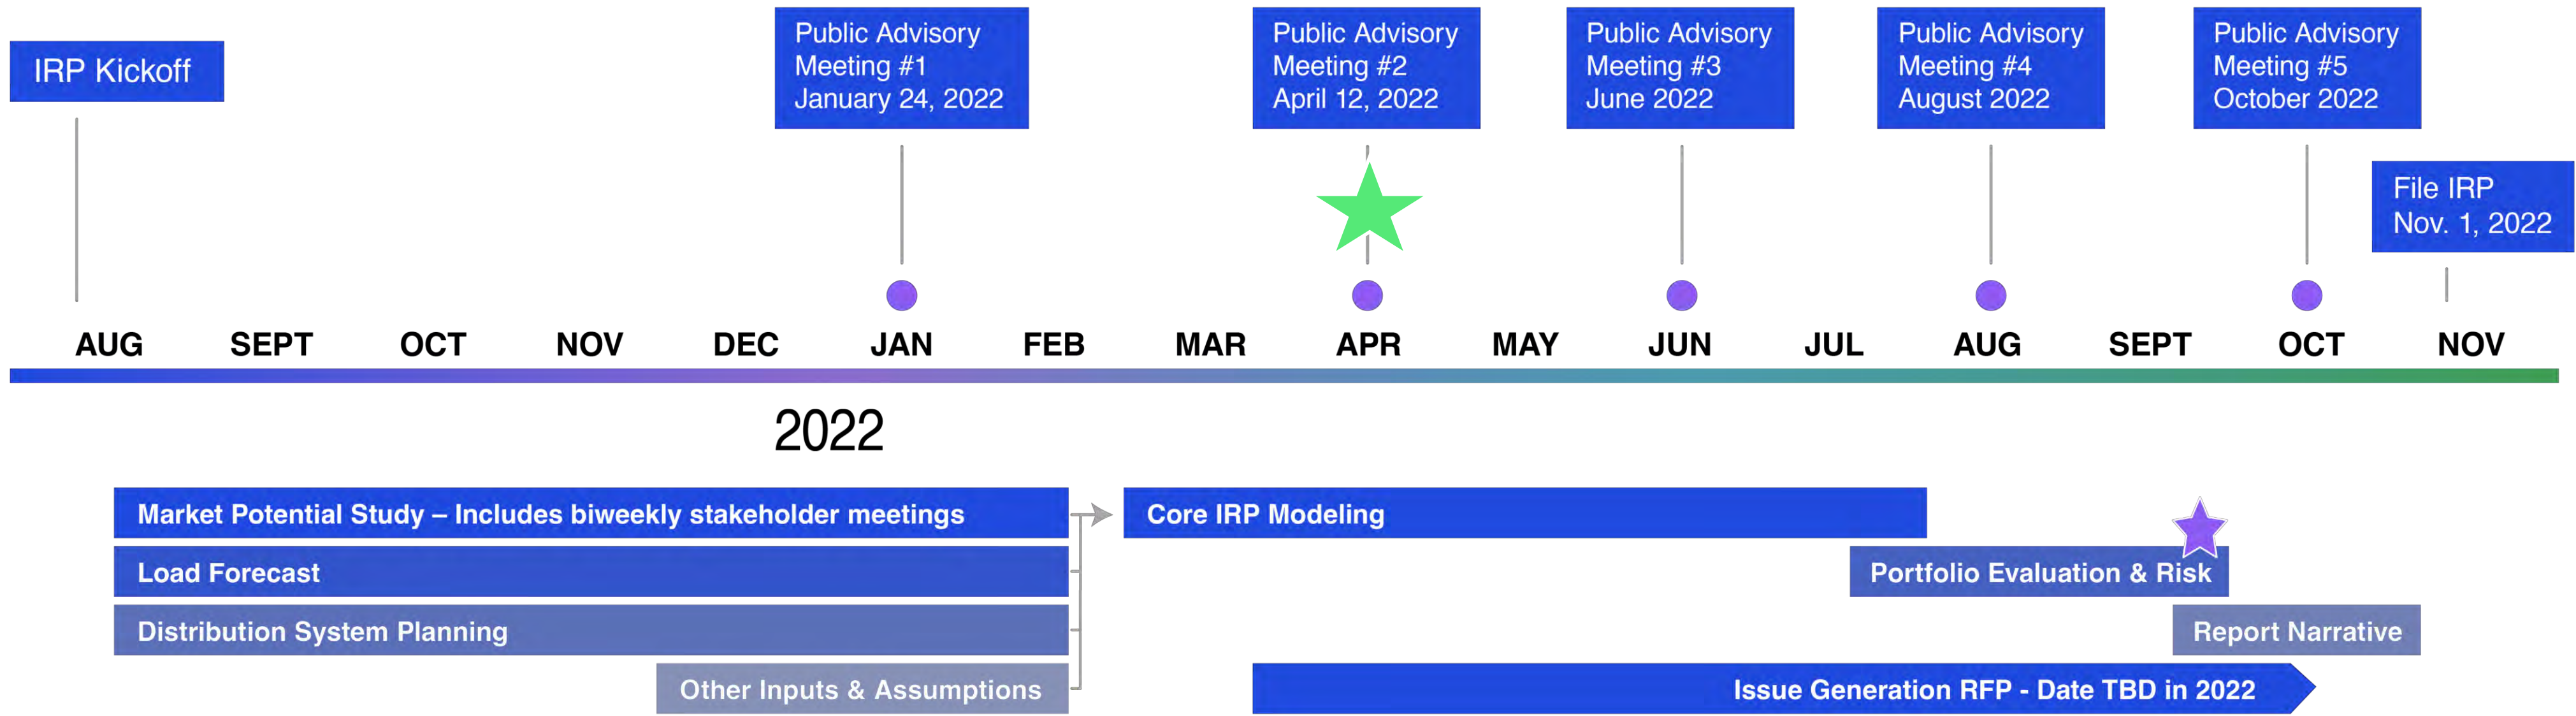 IRP Kickoff
Public Advisory
Meeting #1
January 24, 2022
Public Advisory
Meeting #2
April 12, 2022
Public Advisory
Meeting #3
June 2022
Public Advisory
Meeting #4
August 2022
Public Advisory
Meeting #5
October 2022
File IRP
Nov. 1, 2022
AUG SEPT OCT NOV DEC JAN FEB MAR APR MAY JUN JUL AUG SEPT OCT NOV
2022
Market Potential Study – Includes biweekly stakeholder meetings
Core IRP Modeling
Load Forecast
Portfolio Evaluation & Risk
Distribution System Planning
Report Narrative
Other Inputs & Assumptions
Issue Generation RFP - Date TBD in 2022